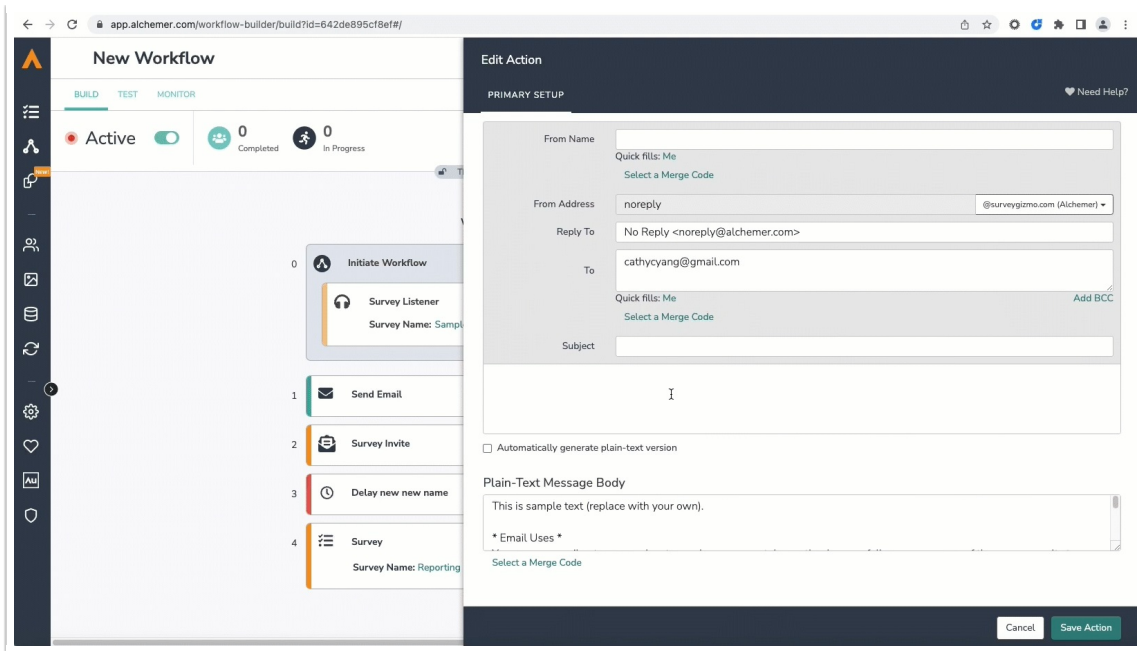 app.alchemer.com/workflow-builder/build?id=642de895cf8ef#/
New Workflow
BUILD TEST MONITOR
Active
0
Completed
0
In Progress
New!
0 Initiate Workflow
Survey Listener
Survey Name: Sampl
1 Send Email
2 Survey Invite
3 Delay new new name
4 Survey
Survey Name: Reporting
Au
Edit Action
PRIMARY SETUP
Need Help?
From Name
Quick fills: Me
Select a Merge Code
From Address noreply @surveygizmo.com (Alchemer)
Reply To No Reply <noreply@alchemer.com>
To cathycyang@gmail.com
Quick fills: Me Add BCC
Select a Merge Code
Subject
Automatically generate plain-text version
Plain-Text Message Body
This is sample text (replace with your own).
* Email Uses *
Select a Merge Code
Cancel Save Action